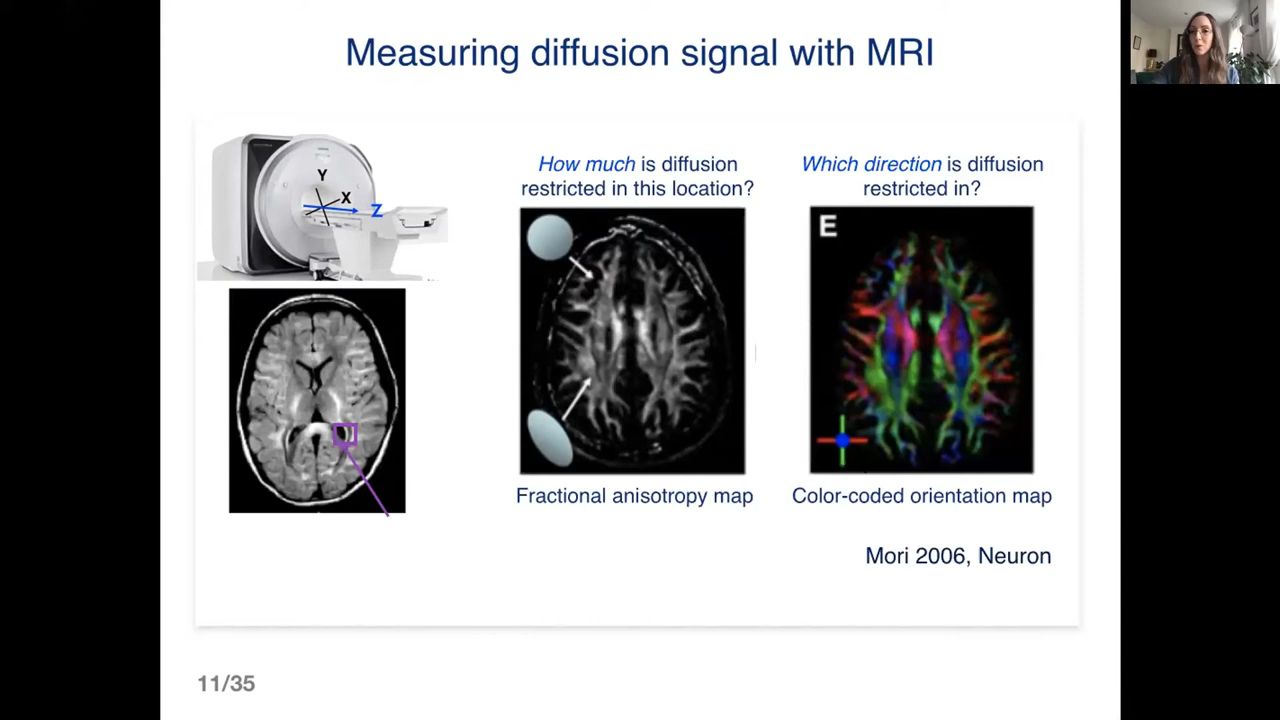 Measuring diffusion signal with MRI
Y
X
Z
How much is diffusion
restricted in this location?
Which direction is diffusion
restricted in?
E
Fractional anisotropy map
Color-coded orientation map
Mori 2006, Neuron
11/35